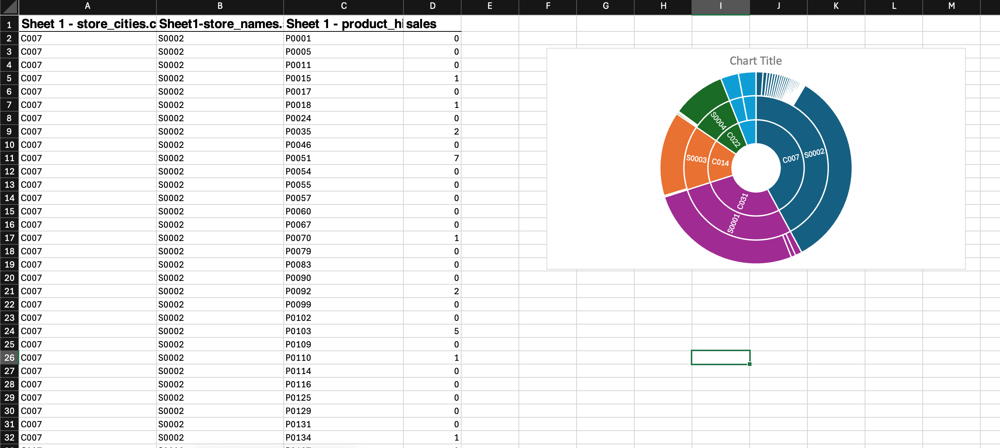 A B C D E F G H I J K L M
1 Sheet 1 - store_cities.c Sheet1-store_names. Sheet 1 - product_hi sales
2 C007 S0002 P0001 0
3 C007 S0002 P0005 0
4 C007 S0002 P0011 0
5 C007 S0002 P0015 1
6 C007 S0002 P0017 0
7 C007 S0002 P0018 1
8 C007 S0002 P0024 0
9 C007 S0002 P0035 2
10 C007 S0002 P0046 0
11 C007 S0002 P0051 7
12 C007 S0002 P0054 0
13 C007 S0002 P0055 0
14 C007 S0002 P0057 0
15 C007 S0002 P0060 0
16 C007 S0002 P0067 0
17 C007 S0002 P0070 1
18 C007 S0002 P0079 0
19 C007 S0002 P0083 0
20 C007 S0002 P0090 0
21 C007 S0002 P0092 2
22 C007 S0002 P0099 0
23 C007 S0002 P0102 0
24 C007 S0002 P0103 5
25 C007 S0002 P0109 0
26 C007 S0002 P0110 1
27 C007 S0002 P0114 0
28 C007 S0002 P0116 0
29 C007 S0002 P0125 0
30 C007 S0002 P0129 0
31 C007 S0002 P0131 0
32 C007 S0002 P0134 1
Chart Title
C007
S0002
C031
S0001
C014
S0003
C022
S0004